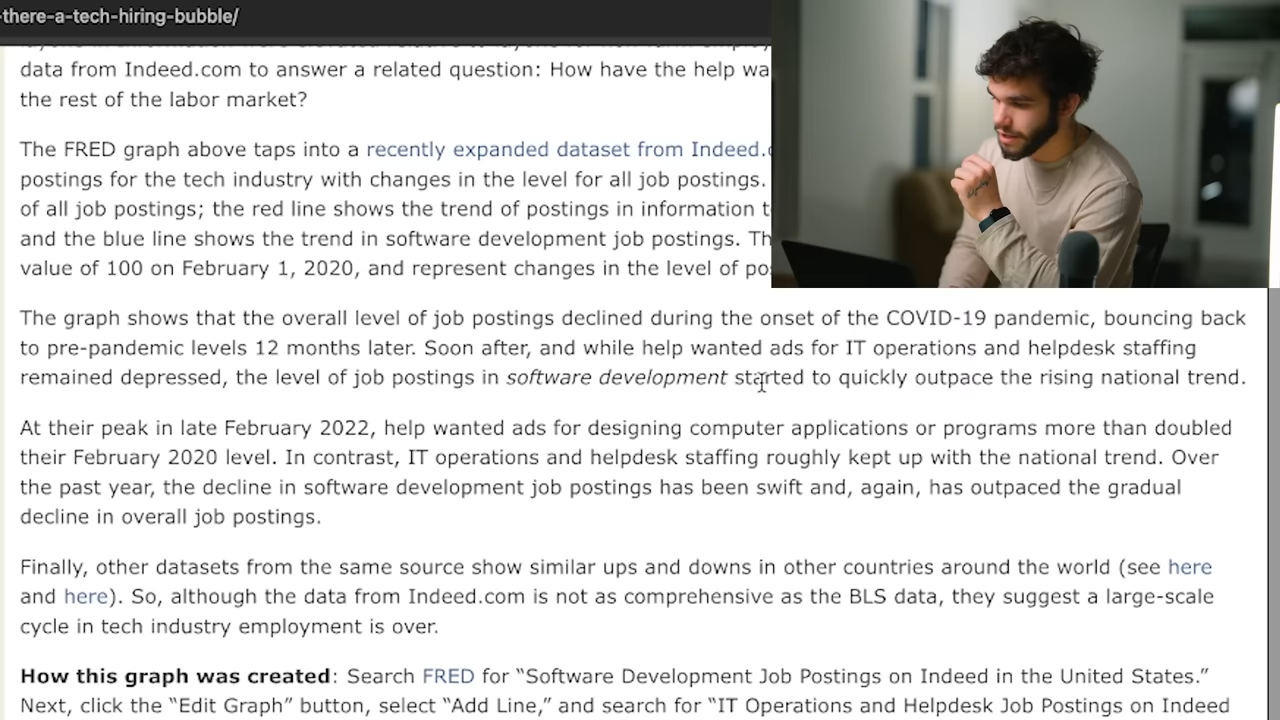 there-a-tech-hiring-bubble/
data from Indeed.com to answer a related question: How have the help wa
the rest of the labor market?
The FRED graph above taps into a recently expanded dataset from Indeed.
postings for the tech industry with changes in the level for all job postings.
of all job postings; the red line shows the trend of postings in information t
and the blue line shows the trend in software development job postings. Th
value of 100 on February 1, 2020, and represent changes in the level of po
The graph shows that the overall level of job postings declined during the onset of the COVID-19 pandemic, bouncing back
to pre-pandemic levels 12 months later. Soon after, and while help wanted ads for IT operations and helpdesk staffing
remained depressed, the level of job postings in software development started to quickly outpace the rising national trend.
At their peak in late February 2022, help wanted ads for designing computer applications or programs more than doubled
their February 2020 level. In contrast, IT operations and helpdesk staffing roughly kept up with the national trend. Over
the past year, the decline in software development job postings has been swift and, again, has outpaced the gradual
decline in overall job postings.
Finally, other datasets from the same source show similar ups and downs in other countries around the world (see here
and here). So, although the data from Indeed.com is not as comprehensive as the BLS data, they suggest a large-scale
cycle in tech industry employment is over.
How this graph was created: Search FRED for “Software Development Job Postings on Indeed in the United States.”
Next, click the “Edit Graph” button, select “Add Line,” and search for “IT Operations and Helpdesk Job Postings on Indeed